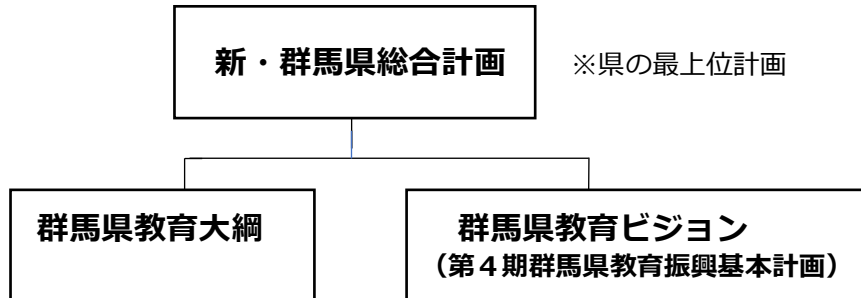 新・群馬県総合計画
※県の最上位計画
群馬県教育大綱
群馬県教育ビジョン
（第４期群馬県教育振興基本計画）